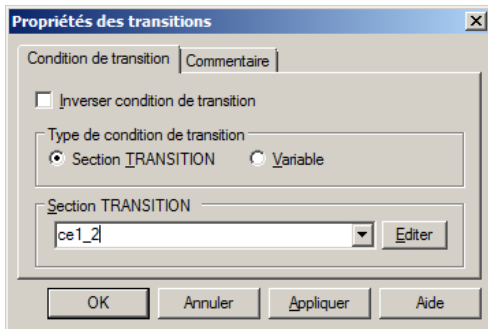 Propriétés des transitions
Condition de transition Commentaire
Inverser condition de transition
Type de condition de transition
Section TRANSITION Variable
Section TRANSITION
ce1_2 Editer
OK Annuler Appliquer Aide